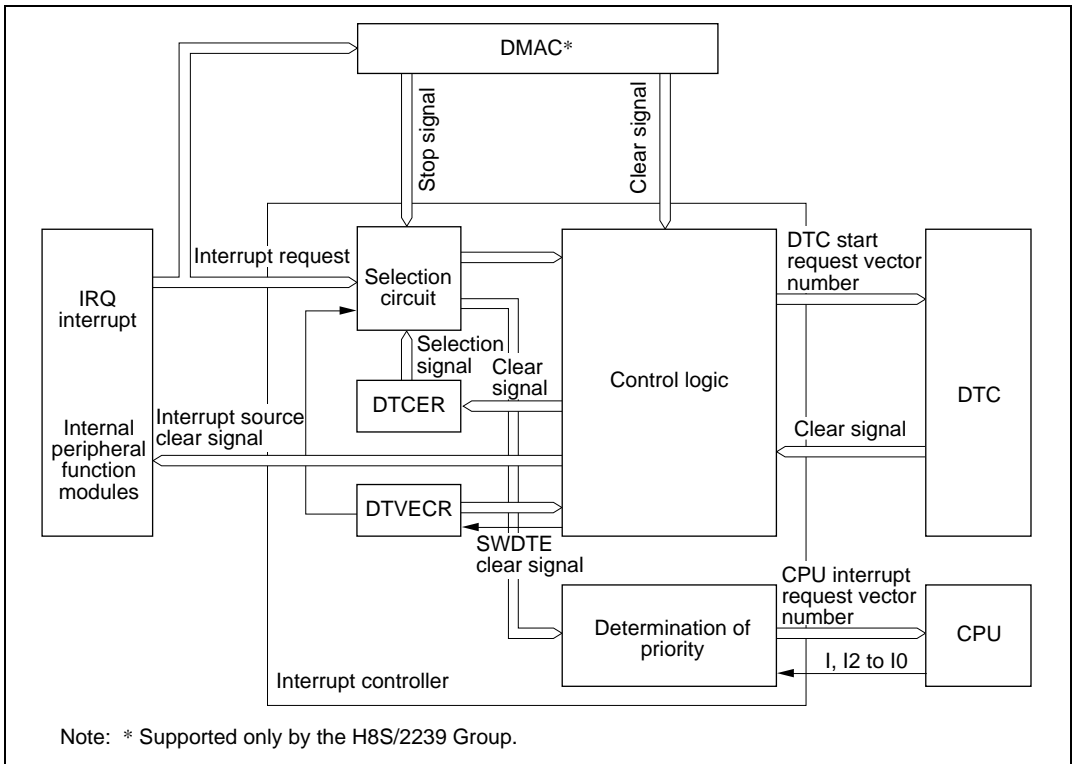 DMAC*
Stop signal
Clear signal
Interrupt request
Selection
circuit
DTC start
request vector
number
IRQ
interrupt
Selection
signal
Clear
signal
Control logic
DTC
DTCER
Internal
peripheral
function
modules
Interrupt source
clear signal
Clear signal
DTVECR
SWDTE
clear signal
CPU interrupt
request vector
number
Determination of
priority
CPU
I, I2 to I0
Interrupt controller
Note: * Supported only by the H8S/2239 Group.